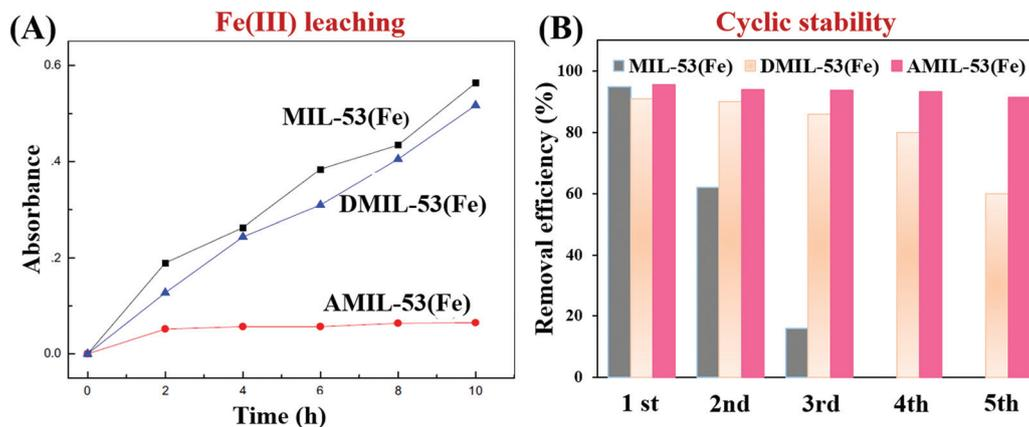 (A)
Fe(III) leaching
0.6
.4
.2
0.0
Absorbance
MIL-53(Fe)
DMIL-53(Fe)
AMIL-53(Fe)
0 2 4 6 8 10
Time (h)
(B)
Cyclic stability
MIL-53(Fe) DMIL-53(Fe) AMIL-53(Fe)
100
80
60
40
20
0
Removal efficiency (%)
1 st 2nd 3rd 4th 5th